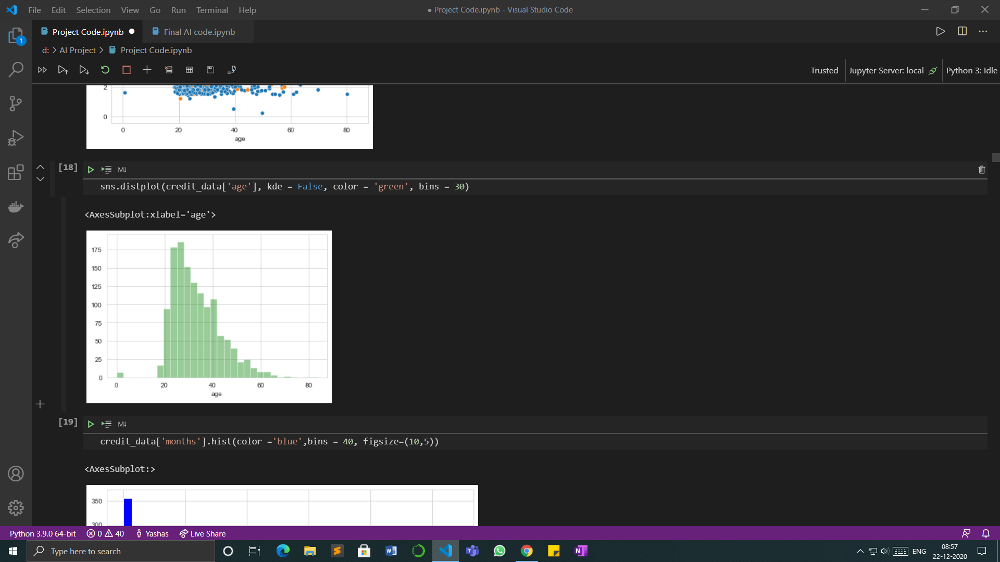 File Edit Selection View Go Run Terminal Help
● Project Code.ipynb - Visual Studio Code
Project Code.ipynb
Final AI code.ipynb
d: > AI Project > Project Code.ipynb
Trusted
Jupyter Server: local
Python 3: Idle
2
0
0 20 40 60 80
age
[18]
M↓
sns.distplot(credit_data['age'], kde = False, color = 'green', bins = 30)
<AxesSubplot:xlabel='age'>
175
150
125
100
75
50
25
0
0 20 40 60 80
age
[19]
M↓
credit_data['months'].hist(color ='blue',bins = 40, figsize=(10,5))
<AxesSubplot:>
350
300
1
Python 3.9.0 64-bit
0
40
Yashas
Live Share
Type here to search
ENG
08:57
22-12-2020